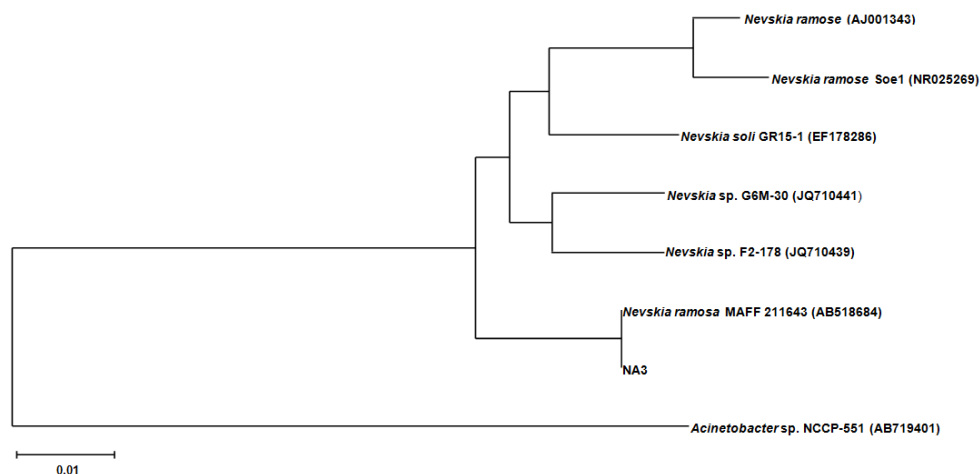 Nevskia ramose (AJ001343)
Nevskia ramose Soe1 (NR025269)
Nevskia soli GR15-1 (EF178286)
Nevskia sp. G6M-30 (JQ710441)
Nevskia sp. F2-178 (JQ710439)
Nevskia ramosa MAFF 211643 (AB518684)
NA3
Acinetobacter sp. NCCP-551 (AB719401)
0.01